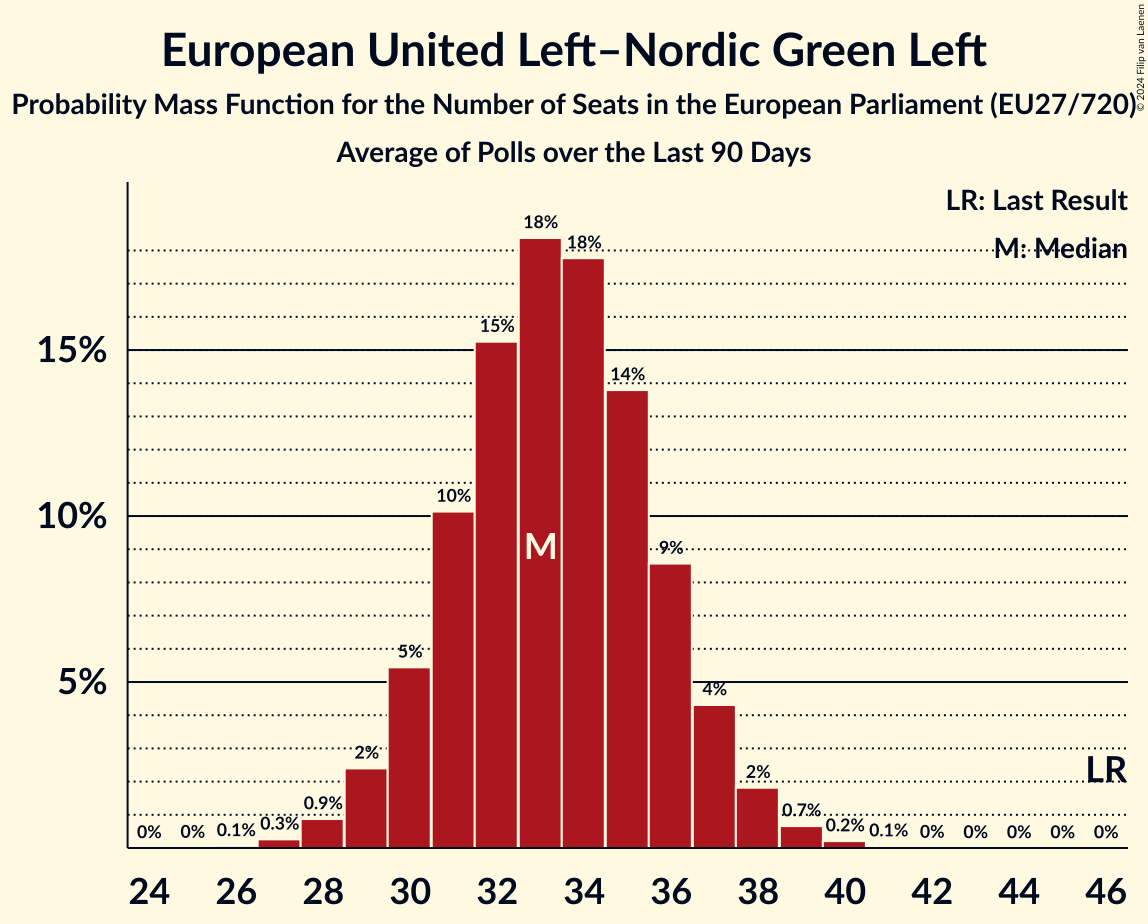 European United Left–Nordic Green Left
Probability Mass Function for the Number of Seats in the European Parliament (EU27/720)
Average of Polls over the Last 90 Days
© 2024 Filip van Laenen
LR: Last Result
M: Median
18%
18%
15%
15%
14%
10%
10%
M
9%
5%
5%
4%
2%
2%
LR
0%
0%
0.1%
0.3%
0.9%
0.7%
0.2%
0.1%
0%
0%
0%
0%
0%
24 26 28 30 32 34 36 38 40 42 44 46